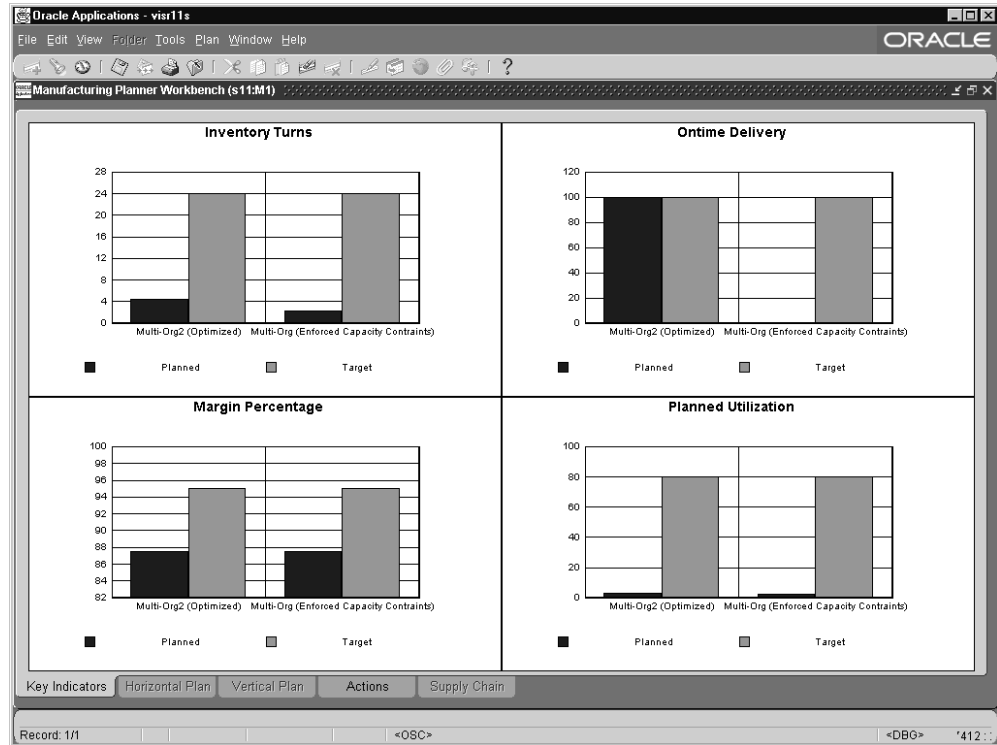 Oracle Applications - visr11s
File Edit View Folder Tools Plan Window Help
ORACLE
?
Manufacturing Planner Workbench (s11:M1)
Inventory Turns
28
24
20
16
12
8
4
0
Multi-Org2 (Optimized) Multi-Org (Enforced Capacity Contraints)
Planned Target
Ontime Delivery
120
100
80
60
40
20
0
Multi-Org2 (Optimized) Multi-Org (Enforced Capacity Contraints)
Planned Target
Margin Percentage
100
98
96
94
92
90
88
86
84
82
Multi-Org2 (Optimized) Multi-Org (Enforced Capacity Contraints)
Planned Target
Planned Utilization
100
80
60
40
20
0
Multi-Org2 (Optimized) Multi-Org (Enforced Capacity Contraints)
Planned Target
Key Indicators Horizontal Plan Vertical Plan Actions Supply Chain
Record: 1/1 <OSC> <DBG>